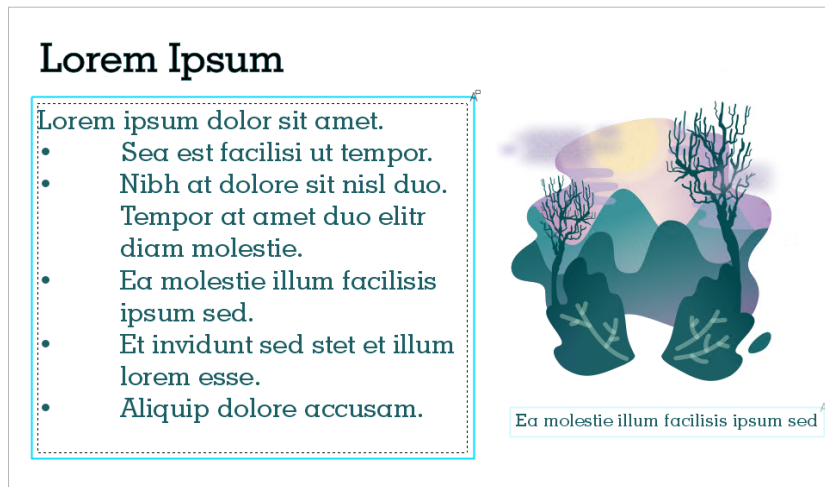 Lorem Ipsum
Lorem ipsum dolor sit amet.
• Sea est facilisi ut tempor.
• Nibh at dolore sit nisl duo.
Tempor at amet duo elitr
diam molestie.
• Ea molestie illum facilisis
ipsum sed.
• Et invidunt sed stet et illum
lorem esse.
• Aliquip dolore accusam.
Ea molestie illum facilisis ipsum sed